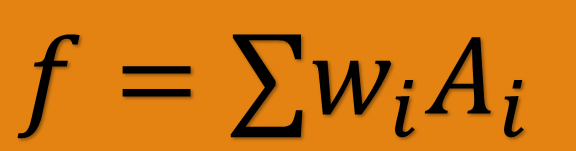 f = ∑wᵢAᵢ